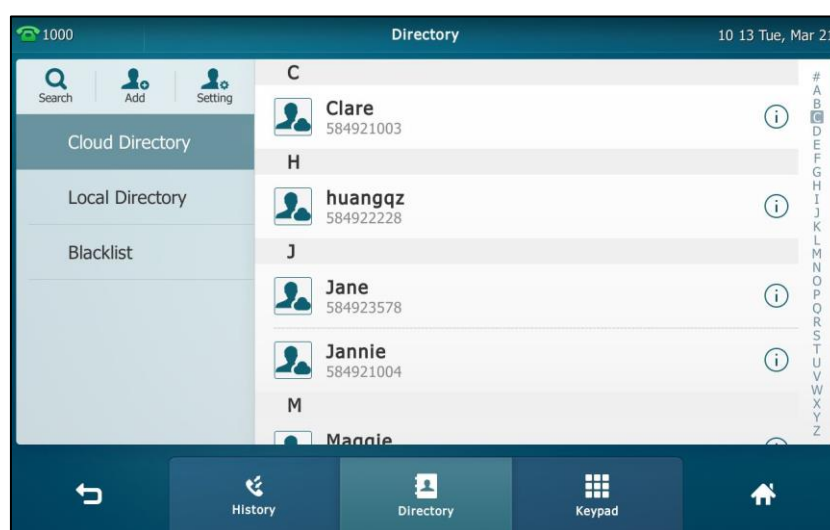 1000
Directory
10 13 Tue, Mar 21
Search
Add
Setting
Cloud Directory
Local Directory
Blacklist
C
Clare
584921003
H
huangqz
584922228
J
Jane
584923578
Jannie
584921004
M
Maggie
#
A
B
C
D
E
F
G
H
I
J
K
L
M
N
O
P
Q
R
S
T
U
V
W
X
Y
Z
History
Directory
Keypad